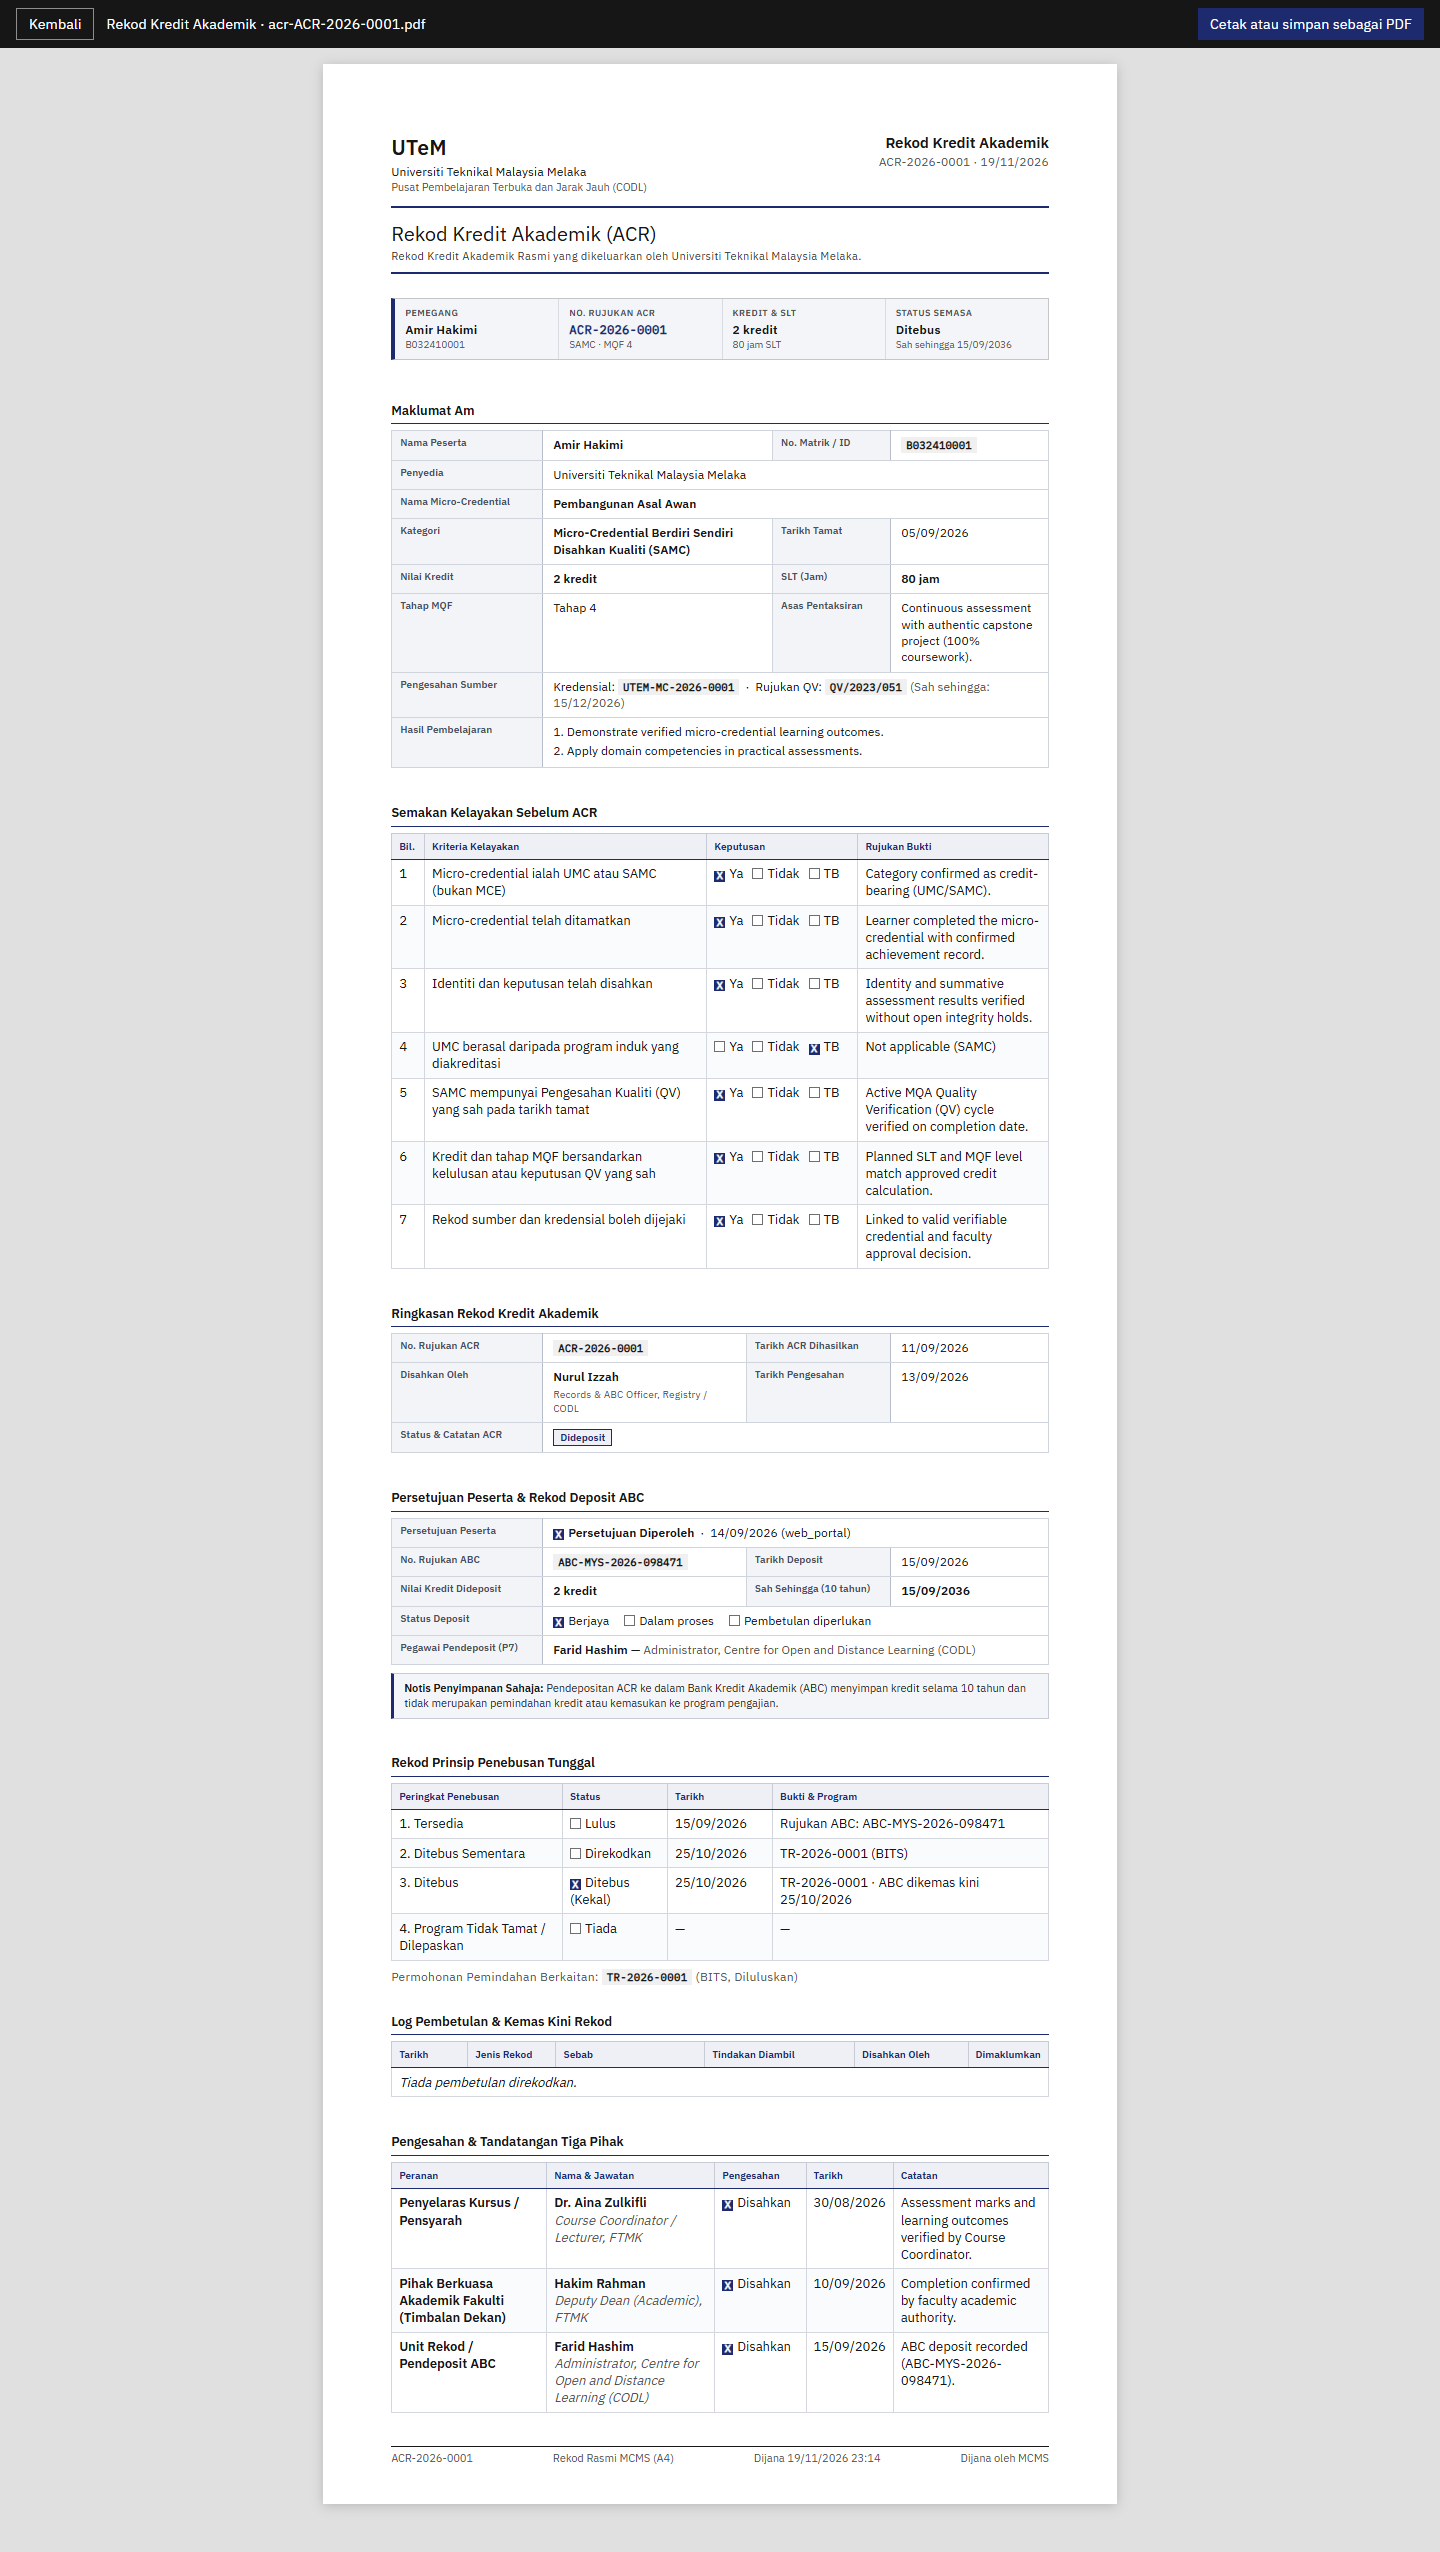 Kembali
Rekod Kredit Akademik · acr-ACR-2026-0001.pdf
Cetak atau simpan sebagai PDF
UTeM
Universiti Teknikal Malaysia Melaka
Pusat Pembelajaran Terbuka dan Jarak Jauh (CODL)
Rekod Kredit Akademik
ACR-2026-0001 · 19/11/2026
Rekod Kredit Akademik (ACR)
Rekod Kredit Akademik Rasmi yang dikeluarkan oleh Universiti Teknikal Malaysia Melaka.
PEMEGANG
Amir Hakimi
B032410001
NO. RUJUKAN ACR
ACR-2026-0001
SAMC · MQF 4
KREDIT & SLT
2 kredit
80 jam SLT
STATUS SEMASA
Ditebus
Sah sehingga 15/09/2036
Maklumat Am
Nama Peserta
Amir Hakimi
No. Matrik / ID
B032410001
Penyedia
Universiti Teknikal Malaysia Melaka
Nama Micro-Credential
Pembangunan Asal Awan
Kategori
Micro-Credential Berdiri Sendiri
Disahkan Kualiti (SAMC)
Tarikh Tamat
05/09/2026
Nilai Kredit
2 kredit
SLT (Jam)
80 jam
Tahap MQF
Tahap 4
Asas Pentaksiran
Continuous assessment
with authentic capstone
project (100%
coursework).
Pengesahan Sumber
Kredensial: UTEM-MC-2026-0001 · Rujukan QV: QV/2023/051 (Sah sehingga:
15/12/2026)
Hasil Pembelajaran
1. Demonstrate verified micro-credential learning outcomes.
2. Apply domain competencies in practical assessments.
Semakan Kelayakan Sebelum ACR
Bil. Kriteria Kelayakan Keputusan Rujukan Bukti
1
Micro-credential ialah UMC atau SAMC
(bukan MCE)
X Ya Tidak TB
Category confirmed as credit-
bearing (UMC/SAMC).
2
Micro-credential telah ditamatkan
X Ya Tidak TB
Learner completed the micro-
credential with confirmed
achievement record.
3
Identiti dan keputusan telah disahkan
X Ya Tidak TB
Identity and summative
assessment results verified
without open integrity holds.
4
UMC berasal daripada program induk yang
diakreditasi
Ya Tidak X TB
Not applicable (SAMC)
5
SAMC mempunyai Pengesahan Kualiti (QV)
yang sah pada tarikh tamat
X Ya Tidak TB
Active MQA Quality
Verification (QV) cycle
verified on completion date.
6
Kredit dan tahap MQF bersandarkan
kelulusan atau keputusan QV yang sah
X Ya Tidak TB
Planned SLT and MQF level
match approved credit
calculation.
7
Rekod sumber dan kredensial boleh dijejaki
X Ya Tidak TB
Linked to valid verifiable
credential and faculty
approval decision.
Ringkasan Rekod Kredit Akademik
No. Rujukan ACR
ACR-2026-0001
Tarikh ACR Dihasilkan
11/09/2026
Disahkan Oleh
Nurul Izzah
Records & ABC Officer, Registry /
CODL
Tarikh Pengesahan
13/09/2026
Status & Catatan ACR
Dideposit
Persetujuan Peserta & Rekod Deposit ABC
Persetujuan Peserta
X Persetujuan Diperoleh · 14/09/2026 (web_portal)
No. Rujukan ABC
ABC-MYS-2026-098471
Tarikh Deposit
15/09/2026
Nilai Kredit Dideposit
2 kredit
Sah Sehingga (10 tahun)
15/09/2036
Status Deposit
X Berjaya Dalam proses Pembetulan diperlukan
Pegawai Pendeposit (P7)
Farid Hashim — Administrator, Centre for Open and Distance Learning (CODL)
Notis Penyimpanan Sahaja: Pendepositan ACR ke dalam Bank Kredit Akademik (ABC) menyimpan kredit selama 10 tahun dan
tidak merupakan pemindahan kredit atau kemasukan ke program pengajian.
Rekod Prinsip Penebusan Tunggal
Peringkat Penebusan Status Tarikh Bukti & Program
1. Tersedia
Lulus
15/09/2026
Rujukan ABC: ABC-MYS-2026-098471
2. Ditebus Sementara
Direkodkan
25/10/2026
TR-2026-0001 (BITS)
3. Ditebus
X Ditebus
(Kekal)
25/10/2026
TR-2026-0001 · ABC dikemas kini
25/10/2026
4. Program Tidak Tamat /
Dilepaskan
Tiada
—
—
Permohonan Pemindahan Berkaitan: TR-2026-0001 (BITS, Diluluskan)
Log Pembetulan & Kemas Kini Rekod
Tarikh Jenis Rekod Sebab Tindakan Diambil Disahkan Oleh Dimaklumkan
Tiada pembetulan direkodkan.
Pengesahan & Tandatangan Tiga Pihak
Peranan Nama & Jawatan Pengesahan Tarikh Catatan
Penyelaras Kursus /
Pensyarah
Dr. Aina Zulkifli
Course Coordinator /
Lecturer, FTMK
X Disahkan
30/08/2026
Assessment marks and
learning outcomes
verified by Course
Coordinator.
Pihak Berkuasa
Akademik Fakulti
(Timbalan Dekan)
Hakim Rahman
Deputy Dean (Academic),
FTMK
X Disahkan
10/09/2026
Completion confirmed
by faculty academic
authority.
Unit Rekod /
Pendeposit ABC
Farid Hashim
Administrator, Centre for
Open and Distance
Learning (CODL)
X Disahkan
15/09/2026
ABC deposit recorded
(ABC-MYS-2026-
098471).
ACR-2026-0001
Rekod Rasmi MCMS (A4)
Dijana 19/11/2026 23:14
Dijana oleh MCMS